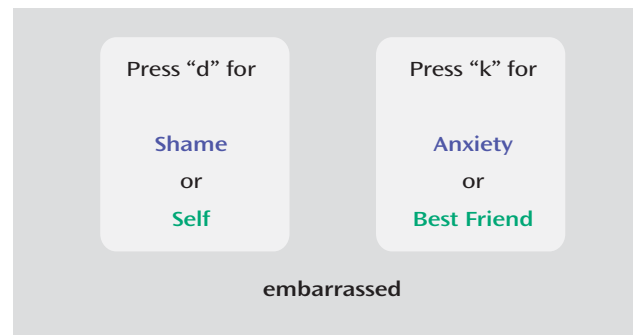 Press “d” for
Shame
or
Self
Press “k” for
Anxiety
or
Best Friend
embarrassed